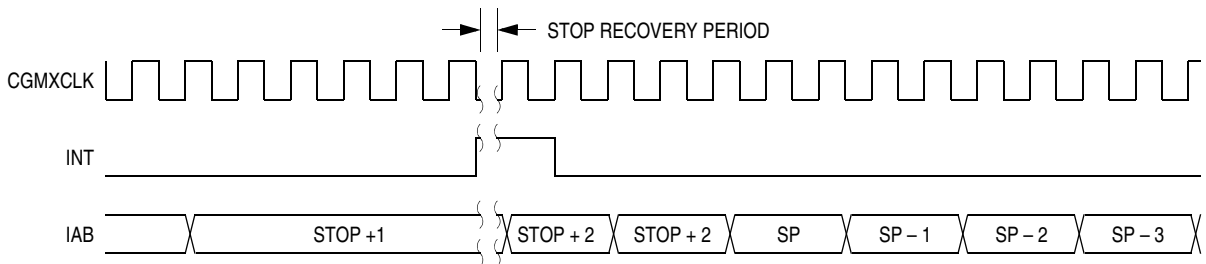 STOP RECOVERY PERIOD
CGMXCLK
INT
IAB STOP +1 STOP + 2 STOP + 2 SP SP – 1 SP – 2 SP – 3